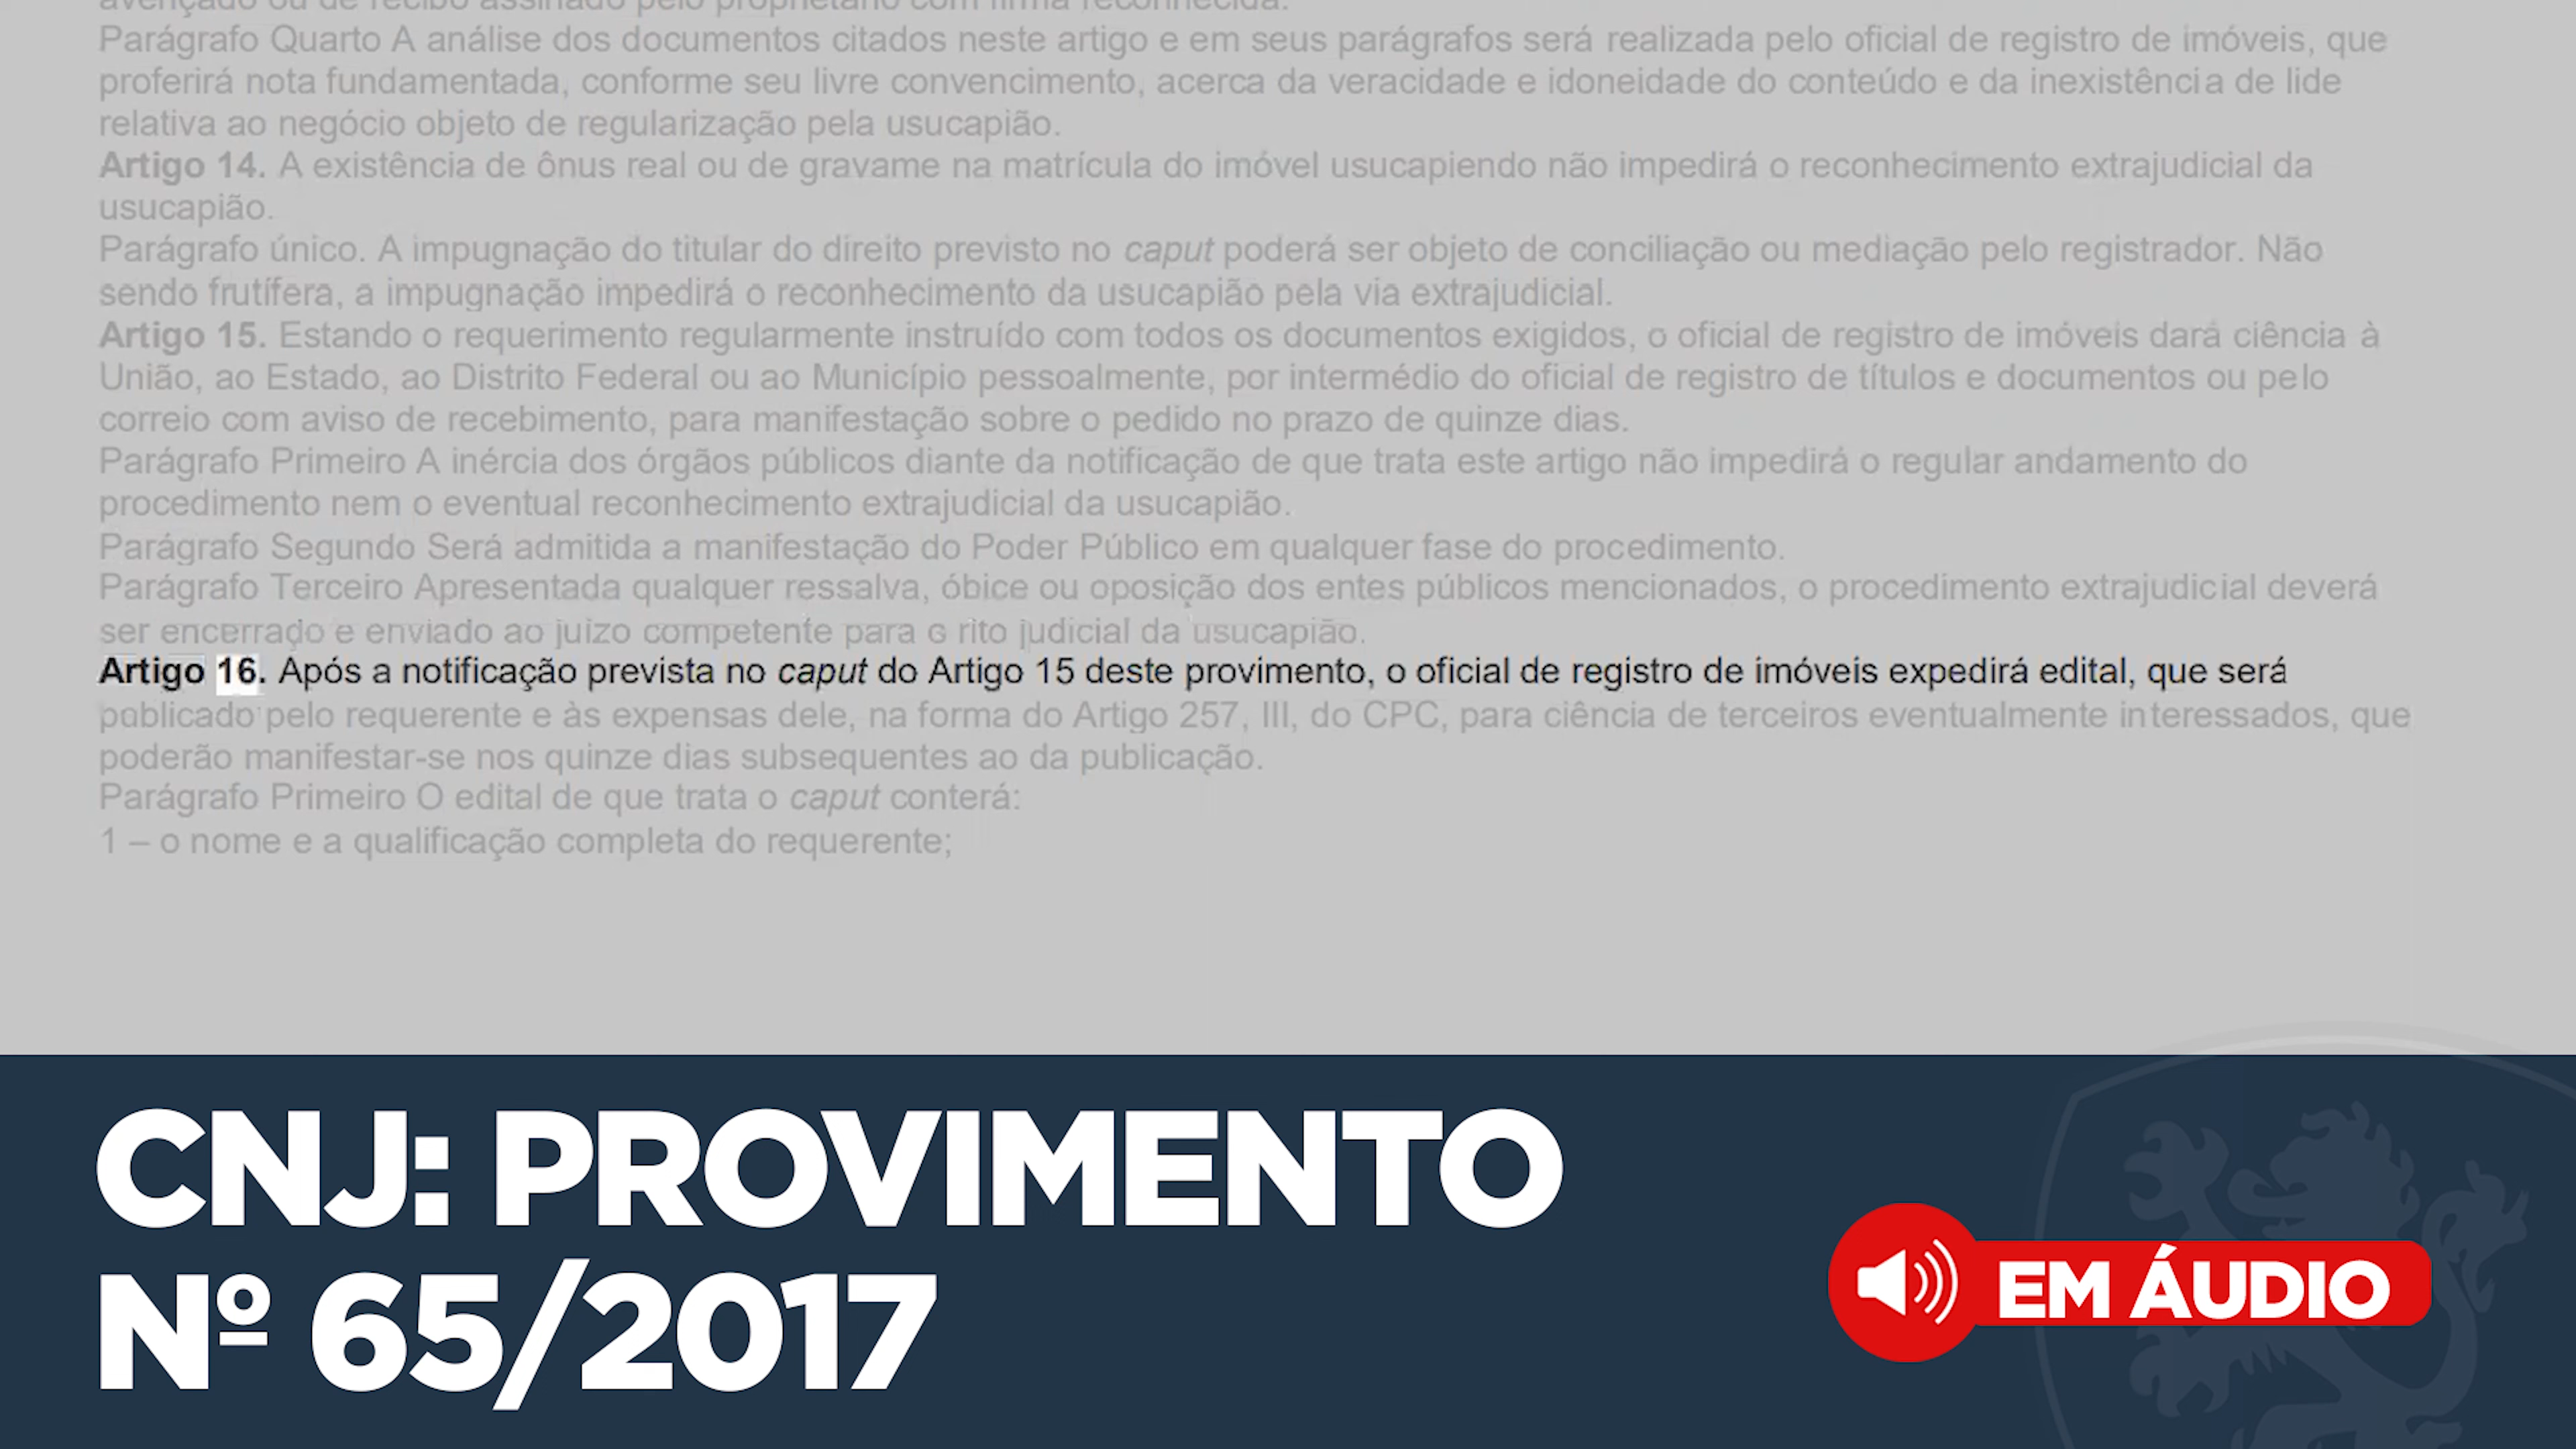 avençado ou de recibo assinado pelo proprietário com firma reconhecida.
Parágrafo Quarto A análise dos documentos citados neste artigo e em seus parágrafos será realizada pelo oficial de registro de imóveis, que
proferirá nota fundamentada, conforme seu livre convencimento, acerca da veracidade e idoneidade do conteúdo e da inexistência de lide
relativa ao negócio objeto de regularização pela usucapião.
Artigo 14. A existência de ônus real ou de gravame na matrícula do imóvel usucapiendo não impedirá o reconhecimento extrajudicial da
usucapião.
Parágrafo único. A impugnação do titular do direito previsto no caput poderá ser objeto de conciliação ou mediação pelo registrador. Não
sendo frutífera, a impugnação impedirá o reconhecimento da usucapião pela via extrajudicial.
Artigo 15. Estando o requerimento regularmente instruído com todos os documentos exigidos, o oficial de registro de imóveis dará ciência à
União, ao Estado, ao Distrito Federal ou ao Município pessoalmente, por intermédio do oficial de registro de títulos e documentos ou pelo
correio com aviso de recebimento, para manifestação sobre o pedido no prazo de quinze dias.
Parágrafo Primeiro A inércia dos órgãos públicos diante da notificação de que trata este artigo não impedirá o regular andamento do
procedimento nem o eventual reconhecimento extrajudicial da usucapião.
Parágrafo Segundo Será admitida a manifestação do Poder Público em qualquer fase do procedimento.
Parágrafo Terceiro Apresentada qualquer ressalva, óbice ou oposição dos entes públicos mencionados, o procedimento extrajudicial deverá
ser encerrado e enviado ao juízo competente para o rito judicial da usucapião.
Artigo 16. Após a notificação prevista no caput do Artigo 15 deste provimento, o oficial de registro de imóveis expedirá edital, que será
publicado pelo requerente e às expensas dele, na forma do Artigo 257, III, do CPC, para ciência de terceiros eventualmente interessados, que
poderão manifestar-se nos quinze dias subsequentes ao da publicação.
Parágrafo Primeiro O edital de que trata o caput conterá:
1 – o nome e a qualificação completa do requerente;
CNJ: PROVIMENTO
Nº 65/2017
EM ÁUDIO